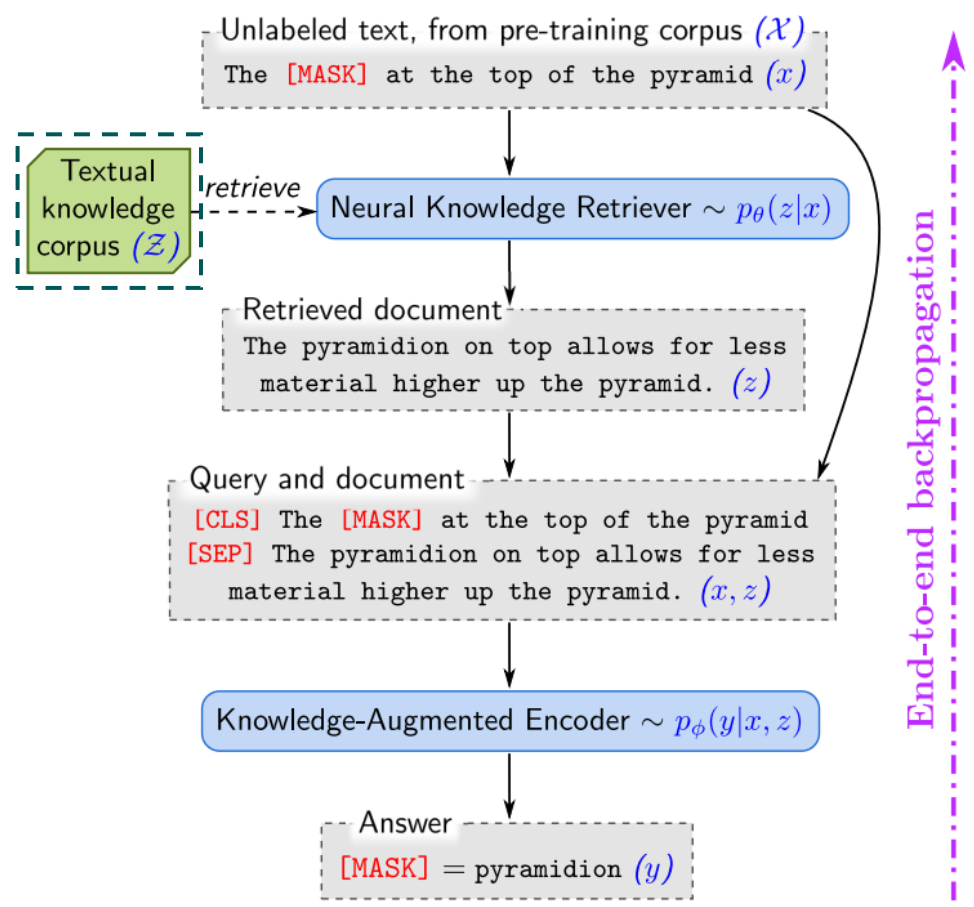 Unlabeled text, from pre-training corpus (𝒳)
The [MASK] at the top of the pyramid (x)
Textual
knowledge
corpus (𝒵)
retrieve
Neural Knowledge Retriever ∼ pθ(z|x)
Retrieved document
The pyramidion on top allows for less
material higher up the pyramid. (z)
Query and document
[CLS] The [MASK] at the top of the pyramid
[SEP] The pyramidion on top allows for less
material higher up the pyramid. (x, z)
Knowledge-Augmented Encoder ∼ pϕ(y|x, z)
Answer
[MASK] = pyramidion (y)
End-to-end backpropagation